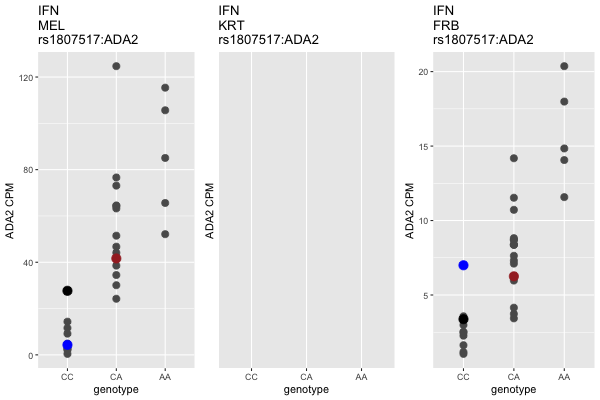 IFN
MEL
rs1807517:ADA2
ADA2 CPM
120
80
40
0
CC CA AA
genotype
IFN
KRT
rs1807517:ADA2
ADA2 CPM
CC CA AA
genotype
IFN
FRB
rs1807517:ADA2
ADA2 CPM
20
15
10
5
CC CA AA
genotype